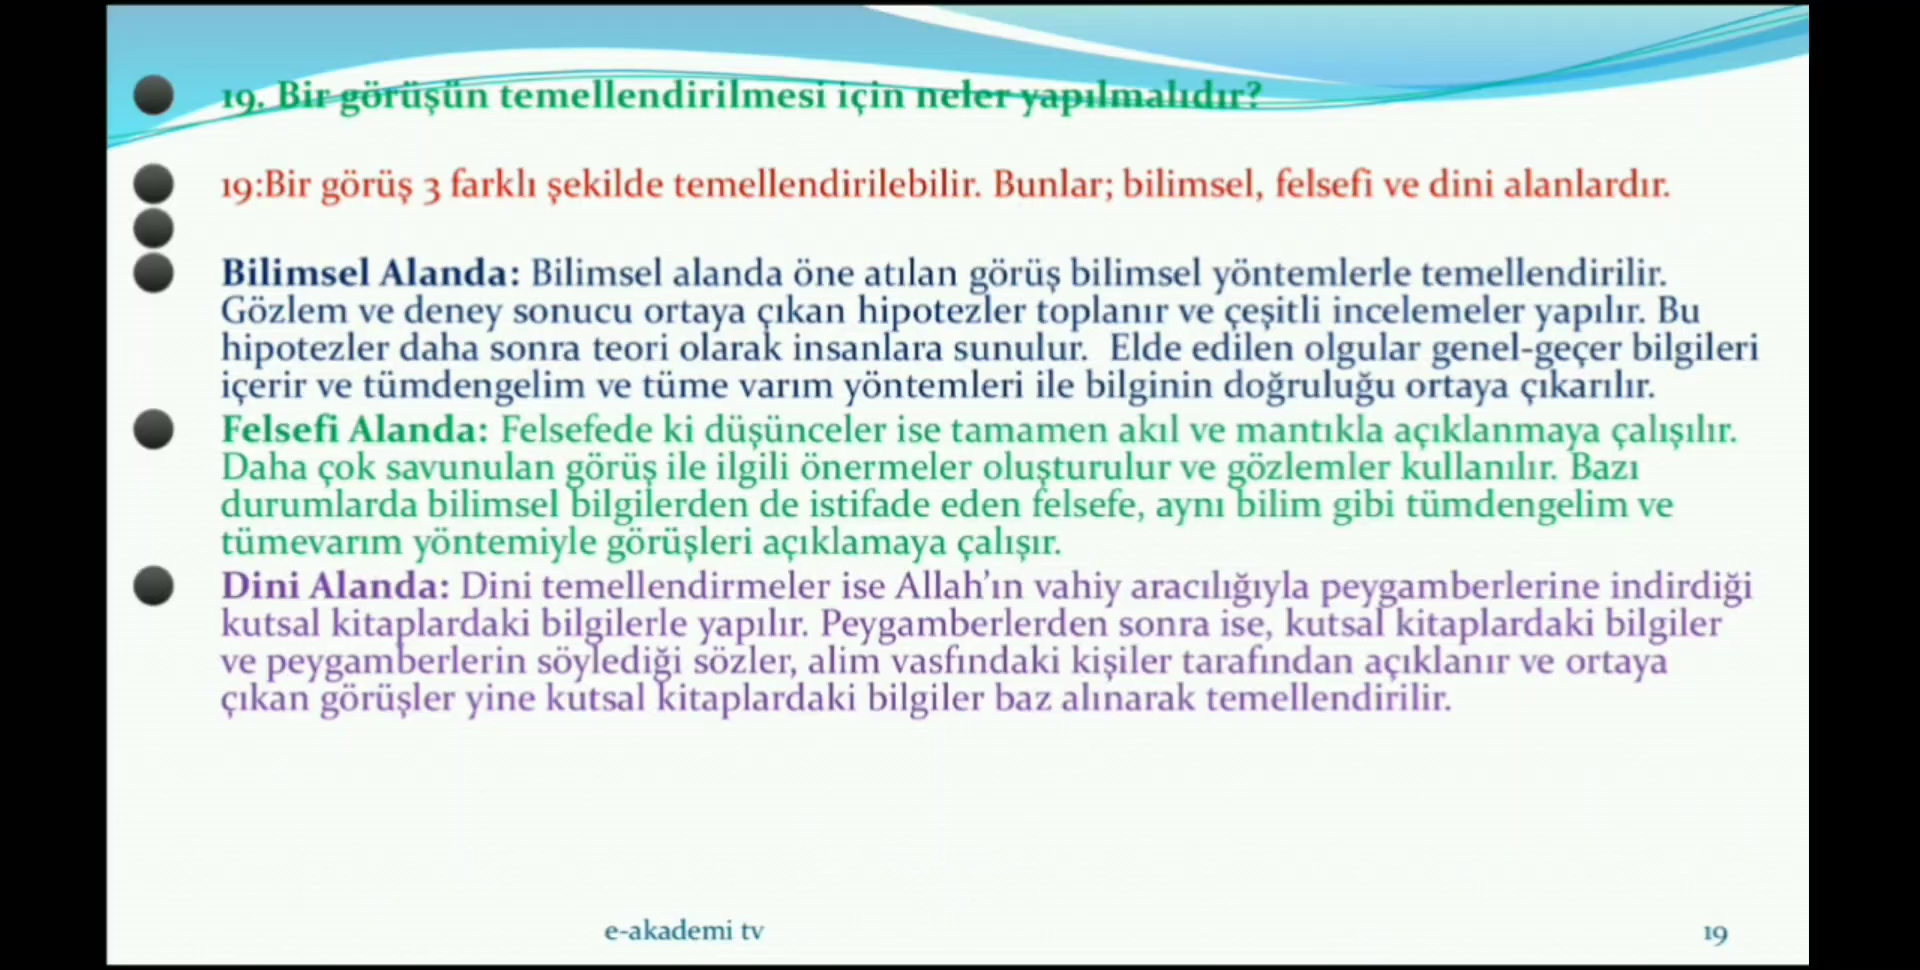 19. Bir görüşün temellendirilmesi için neler yapılmalıdır?
19:Bir görüş 3 farklı şekilde temellendirilebilir. Bunlar; bilimsel, felsefi ve dini alanlardır.
Bilimsel Alanda: Bilimsel alanda öne atılan görüş bilimsel yöntemlerle temellendirilir.
Gözlem ve deney sonucu ortaya çıkan hipotezler toplanır ve çeşitli incelemeler yapılır. Bu
hipotezler daha sonra teori olarak insanlara sunulur. Elde edilen olgular genel-geçer bilgileri
içerir ve tümdengelim ve tüme varım yöntemleri ile bilginin doğruluğu ortaya çıkarılır.
Felsefi Alanda: Felsefede ki düşünceler ise tamamen akıl ve mantıkla açıklanmaya çalışılır.
Daha çok savunulan görüş ile ilgili önermeler oluşturulur ve gözlemler kullanılır. Bazı
durumlarda bilimsel bilgilerden de istifade eden felsefe, aynı bilim gibi tümdengelim ve
tümevarım yöntemiyle görüşleri açıklamaya çalışır.
Dini Alanda: Dini temellendirmeler ise Allah’ın vahiy aracılığıyla peygamberlerine indirdiği
kutsal kitaplardaki bilgilerle yapılır. Peygamberlerden sonra ise, kutsal kitaplardaki bilgiler
ve peygamberlerin söylediği sözler, alim vasfındaki kişiler tarafından açıklanır ve ortaya
çıkan görüşler yine kutsal kitaplardaki bilgiler baz alınarak temellendirilir.
e-akademi tv
19